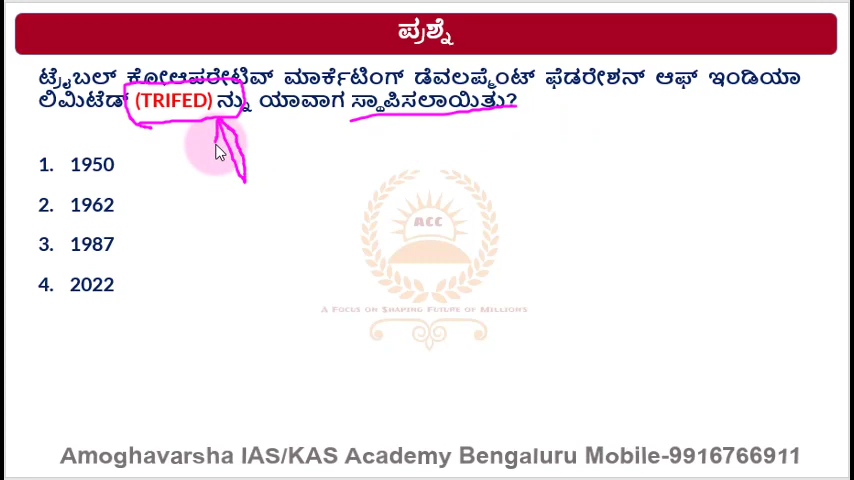 ಪ್ರಶ್ನೆ
ಟ್ರೈಬಲ್ ಕೋಆಪರೇಟಿವ್ ಮಾರ್ಕೆಟಿಂಗ್ ಡೆವಲಪ್ಮೆಂಟ್ ಫೆಡರೇಶನ್ ಆಫ್ ಇಂಡಿಯಾ
ಲಿಮಿಟೆಡ್ (TRIFED) ನ್ನು ಯಾವಾಗ ಸ್ಥಾಪಿಸಲಾಯಿತು?
1. 1950
2. 1962
3. 1987
4. 2022
ACC
A Focus on Shaping Future of Millions
Amoghavarsha IAS/KAS Academy Bengaluru Mobile-9916766911